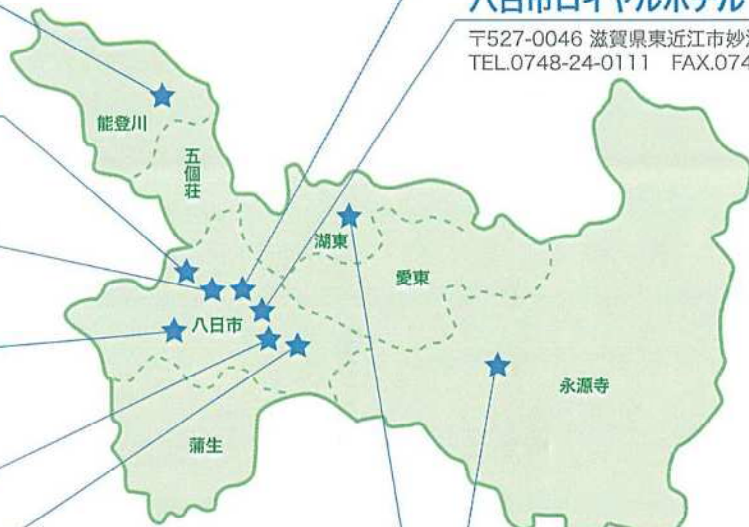 八日市ロイヤルホテル
〒527-0046 滋賀県東近江市妙
TEL.0748-24-0111 FAX.074
能登川
五個荘
湖東
愛東
八日市
永源寺
蒲生